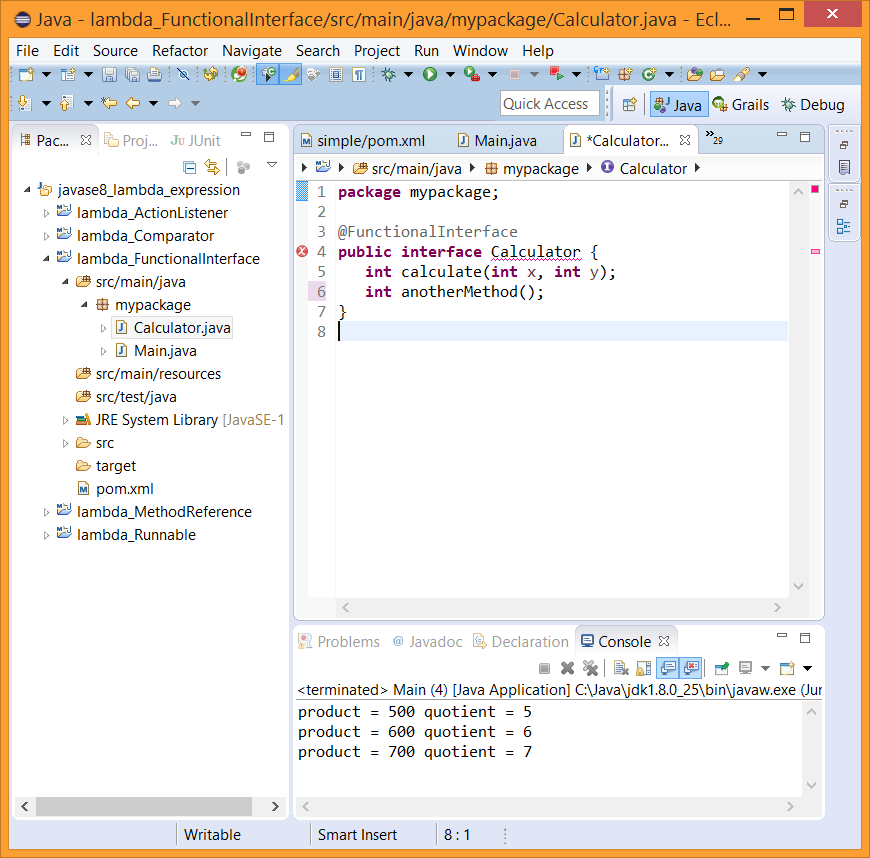 Java - lambda_FunctionalInterface/src/main/java/mypackage/Calculator.java - Ecl...
File Edit Source Refactor Navigate Search Project Run Window Help
Quick Access
Java Grails Debug
Pac... Proj... Ju JUnit
javase8_lambda_expression
lambda_ActionListener
lambda_Comparator
lambda_FunctionalInterface
src/main/java
mypackage
Calculator.java
Main.java
src/main/resources
src/test/java
JRE System Library [JavaSE-1
src
target
pom.xml
lambda_MethodReference
lambda_Runnable
simple/pom.xml Main.java *Calculator... »29
src/main/java mypackage Calculator
1 package mypackage;
2
3 @FunctionalInterface
4 public interface Calculator {
5 int calculate(int x, int y);
6 int anotherMethod();
7 }
8
Problems @ Javadoc Declaration Console
<terminated> Main (4) [Java Application] C:\Java\jdk1.8.0_25\bin\javaw.exe (Jun
product = 500 quotient = 5
product = 600 quotient = 6
product = 700 quotient = 7
Writable Smart Insert 8 : 1